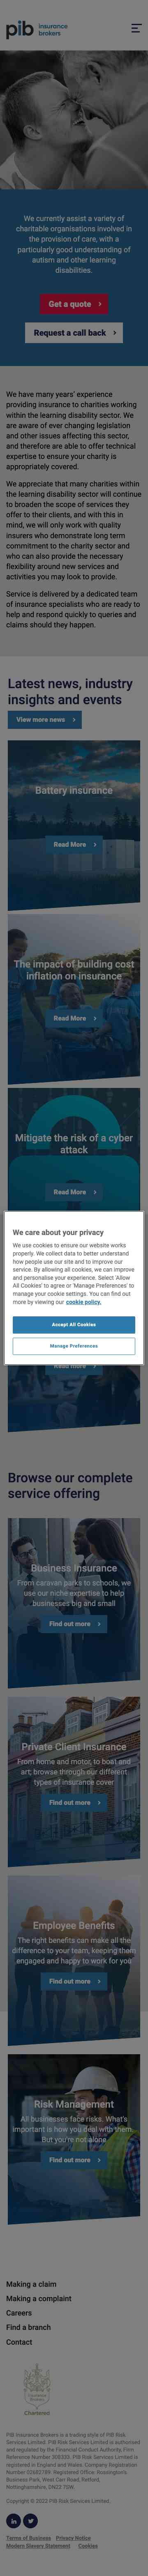 pib insurance
brokers
We currently assist a variety of
charitable organisations involved in
the provision of care, with a
particularly good understanding of
autism and other learning
disabilities.
Get a quote
Request a call back
We have many years' experience
providing assistance to charities working
within the learning disability sector. We are
aware of ever changing legislation and
other issues affecting this sector,
therefore are able to offer this technical
expertise to ensure your charity is
appropriately covered.
We appreciate that many charities within
the learning disability sector will continue
to broaden the scope of services they
offer to their clients, and with this in
mind, we will only work with quality
insurers who demonstrate long term
commitment to the charity sector and
whose products and services also provide
flexibility around new services and
activities you may look to provide.
Service is delivered by a dedicated team
of insurance specialists who are ready to
help and respond quickly to queries and
claims should they happen.
Latest news, industry
insights and events
View more news
Battery Insurance
Read More
The impact of building cost
inflation on insurance
Read More
Mitigate the risk of a cyber
attack
Read More
We care about your privacy
We use cookies to ensure our website works
properly. We collect data to better understand
how people use our site and to improve our
services. By allowing all cookies, we can improve and
personalise your experience. Select 'Allow
All Cookies' to agree or 'Manage Preferences' to
manage your cookie settings. You can find out
more by viewing our cookie policy.
Accept All Cookies
Manage Preferences
Read More
Browse our complete
service offering
Business Insurance
From caravan parks to schools, we
use our niche expertise to help
businesses big and small
Find out more
Private Client Insurance
From home and motor, to boat and
art; browse through our different
types of insurance cover
Find out more
Employee Benefits
The right benefits can make all the
difference to your team, keeping them
engaged and happy to work for you
Find out more
Risk Management
All businesses face risks. What's
important is how you deal with them.
But you're not alone
Find out more
Making a claim
Making a complaint
Careers
Find a branch
Contact
Chartered
PIB Insurance Brokers is a trading style of PIB Risk
Services Limited. PIB Risk Services Limited is authorised
and regulated by the Financial Conduct Authority, Firm
Reference Number 308333. PIB Risk Services Limited is
registered in England and Wales. Company Registration
Number 02682789. Registered Office: Rossington's
Business Park, West Carr Road, Retford,
Nottinghamshire, DN22 7SW.
Copyright © 2022 PIB Risk Services Limited.
Terms of Business Privacy Notice
Modern Slavery Statement Cookies